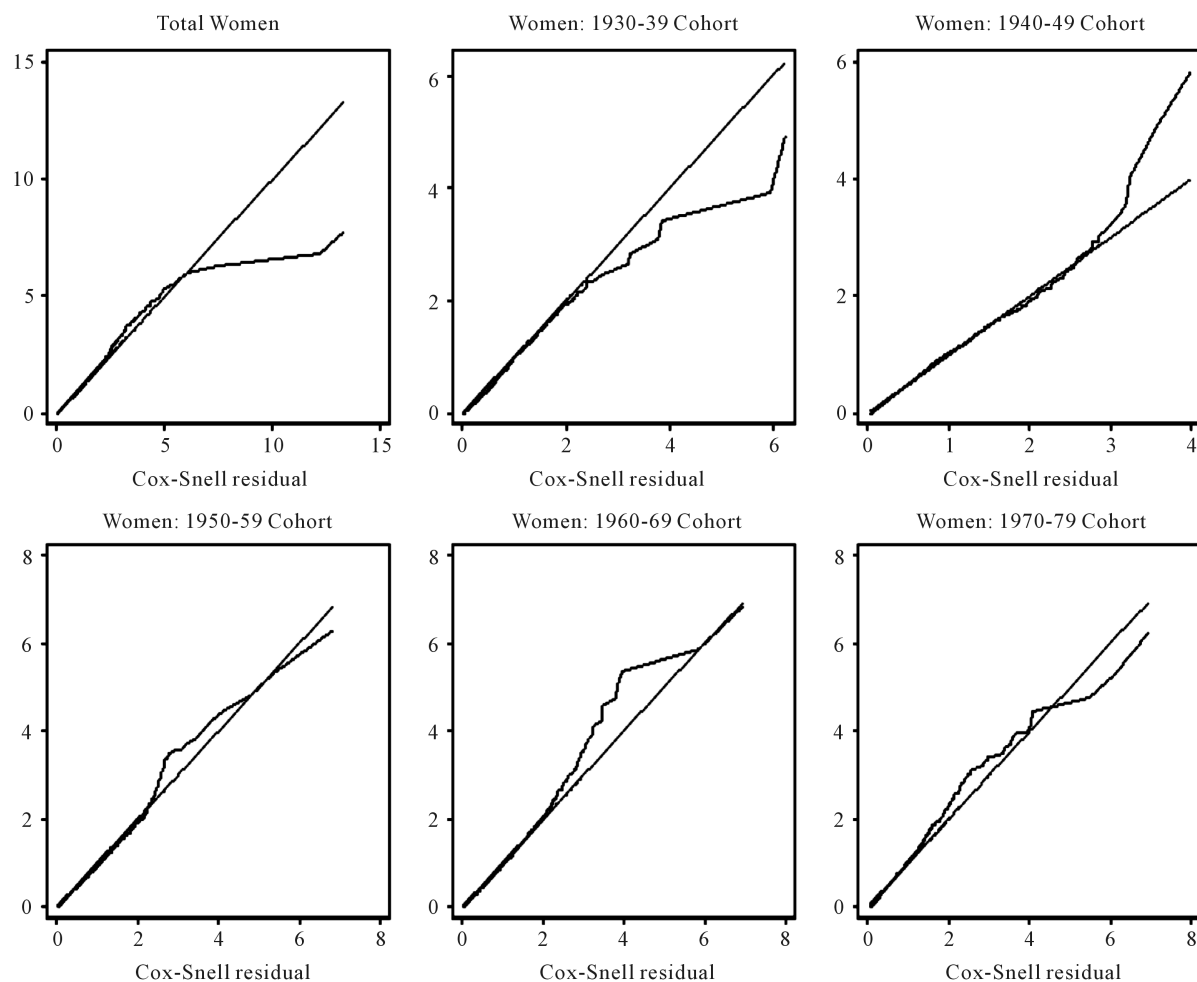 Total Women
Women: 1930-39 Cohort
Women: 1940-49 Cohort
15
10
5
0
0 5 10 15
Cox-Snell residual
6
4
2
0
0 2 4 6
Cox-Snell residual
6
4
2
0
0 1 2 3 4
Cox-Snell residual
Women: 1950-59 Cohort
Women: 1960-69 Cohort
Women: 1970-79 Cohort
8
6
4
2
0
0 2 4 6 8
Cox-Snell residual
8
6
4
2
0
0 2 4 6 8
Cox-Snell residual
8
6
4
2
0
0 2 4 6 8
Cox-Snell residual